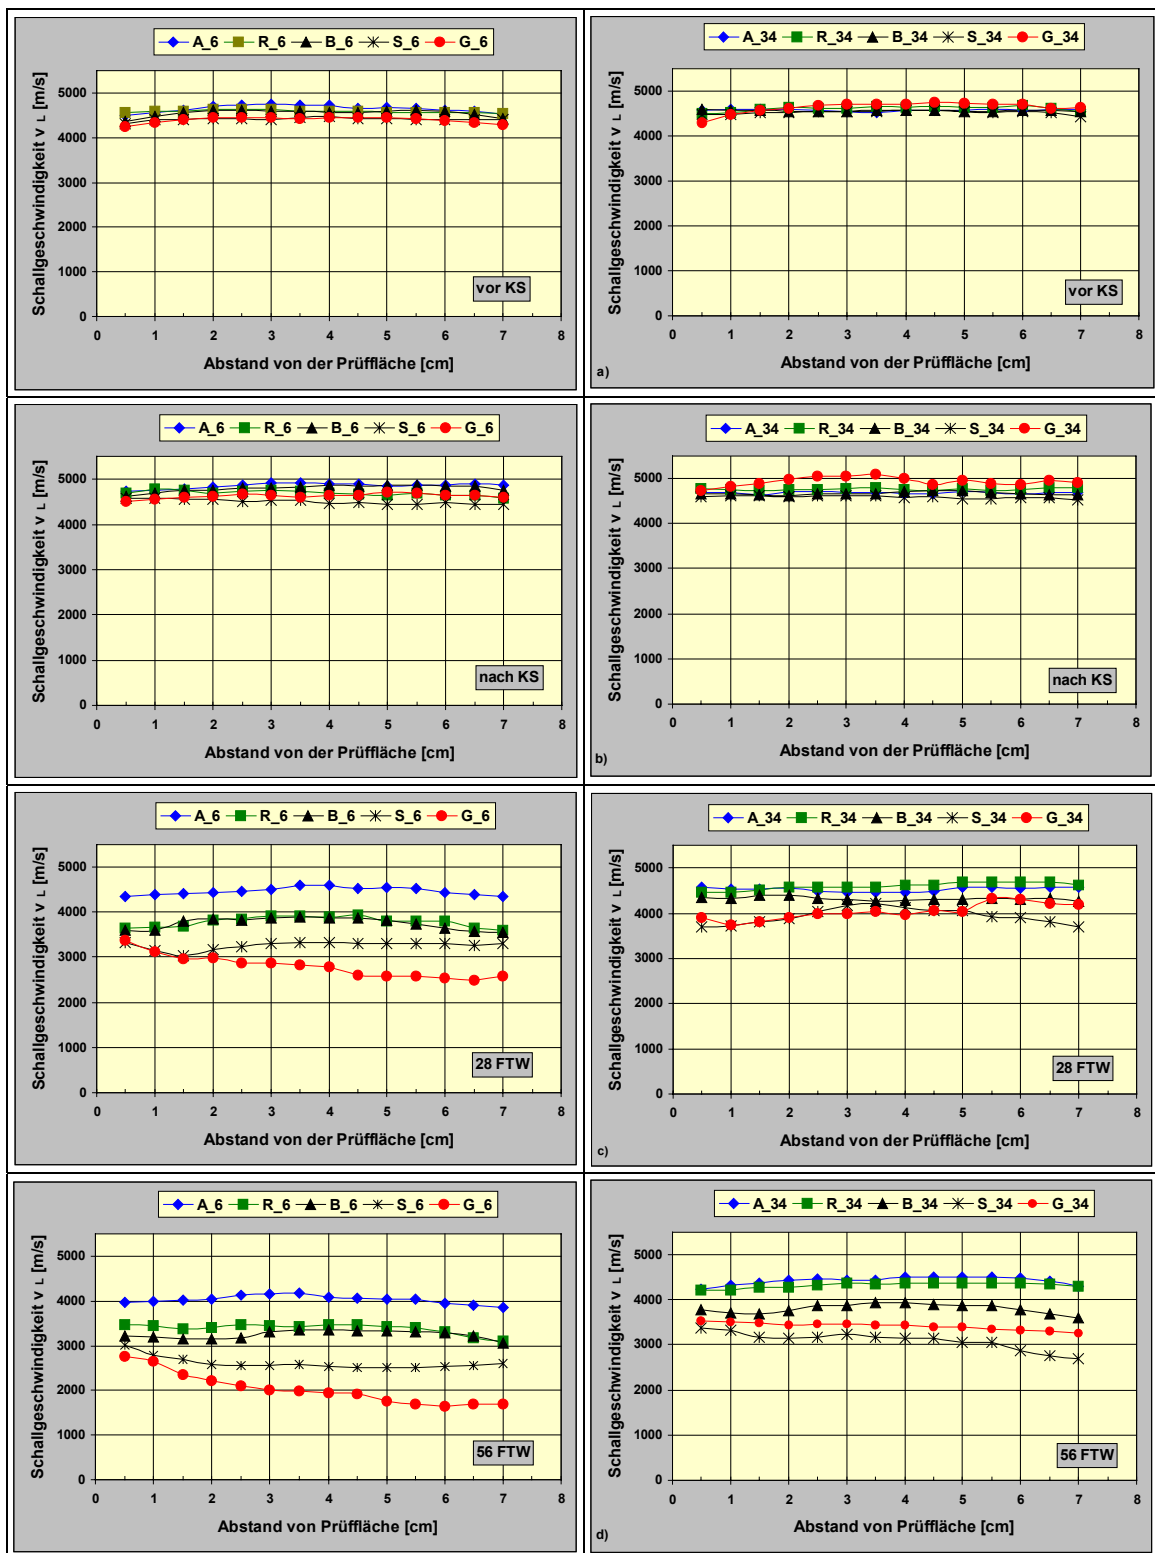 A_6 R_6 B_6 S_6 G_6
Schallgeschwindigkeit v L [m/s]
5000
4000
3000
2000
1000
0
vor KS
0 1 2 3 4 5 6 7 8
Abstand von der Prüffläche [cm]
A_34 R_34 B_34 S_34 G_34
Schallgeschwindigkeit v L [m/s]
5000
4000
3000
2000
1000
0
vor KS
0 1 2 3 4 5 6 7 8
Abstand von der Prüffläche [cm]
a)
A_6 R_6 B_6 S_6 G_6
Schallgeschwindigkeit v L [m/s]
5000
4000
3000
2000
1000
0
nach KS
0 1 2 3 4 5 6 7 8
Abstand von der Prüffläche [cm]
A_34 R_34 B_34 S_34 G_34
Schallgeschwindigkeit v L [m/s]
5000
4000
3000
2000
1000
0
nach KS
0 1 2 3 4 5 6 7 8
Abstand von der Prüffläche [cm]
b)
A_6 R_6 B_6 S_6 G_6
Schallgeschwindigkeit v L [m/s]
5000
4000
3000
2000
1000
0
28 FTW
0 1 2 3 4 5 6 7 8
Abstand von der Prüffläche [cm]
A_34 R_34 B_34 S_34 G_34
Schallgeschwindigkeit v L [m/s]
5000
4000
3000
2000
1000
0
28 FTW
0 1 2 3 4 5 6 7 8
Abstand von der Prüffläche [cm]
c)
A_6 R_6 B_6 S_6 G_6
Schallgeschwindigkeit v L [m/s]
5000
4000
3000
2000
1000
0
56 FTW
0 1 2 3 4 5 6 7 8
Abstand von Prüffläche [cm]
A_34 R_34 B_34 S_34 G_34
Schallgeschwindigkeit v L [m/s]
5000
4000
3000
2000
1000
0
56 FTW
0 1 2 3 4 5 6 7 8
Abstand von der Prüffläche [cm]
d)